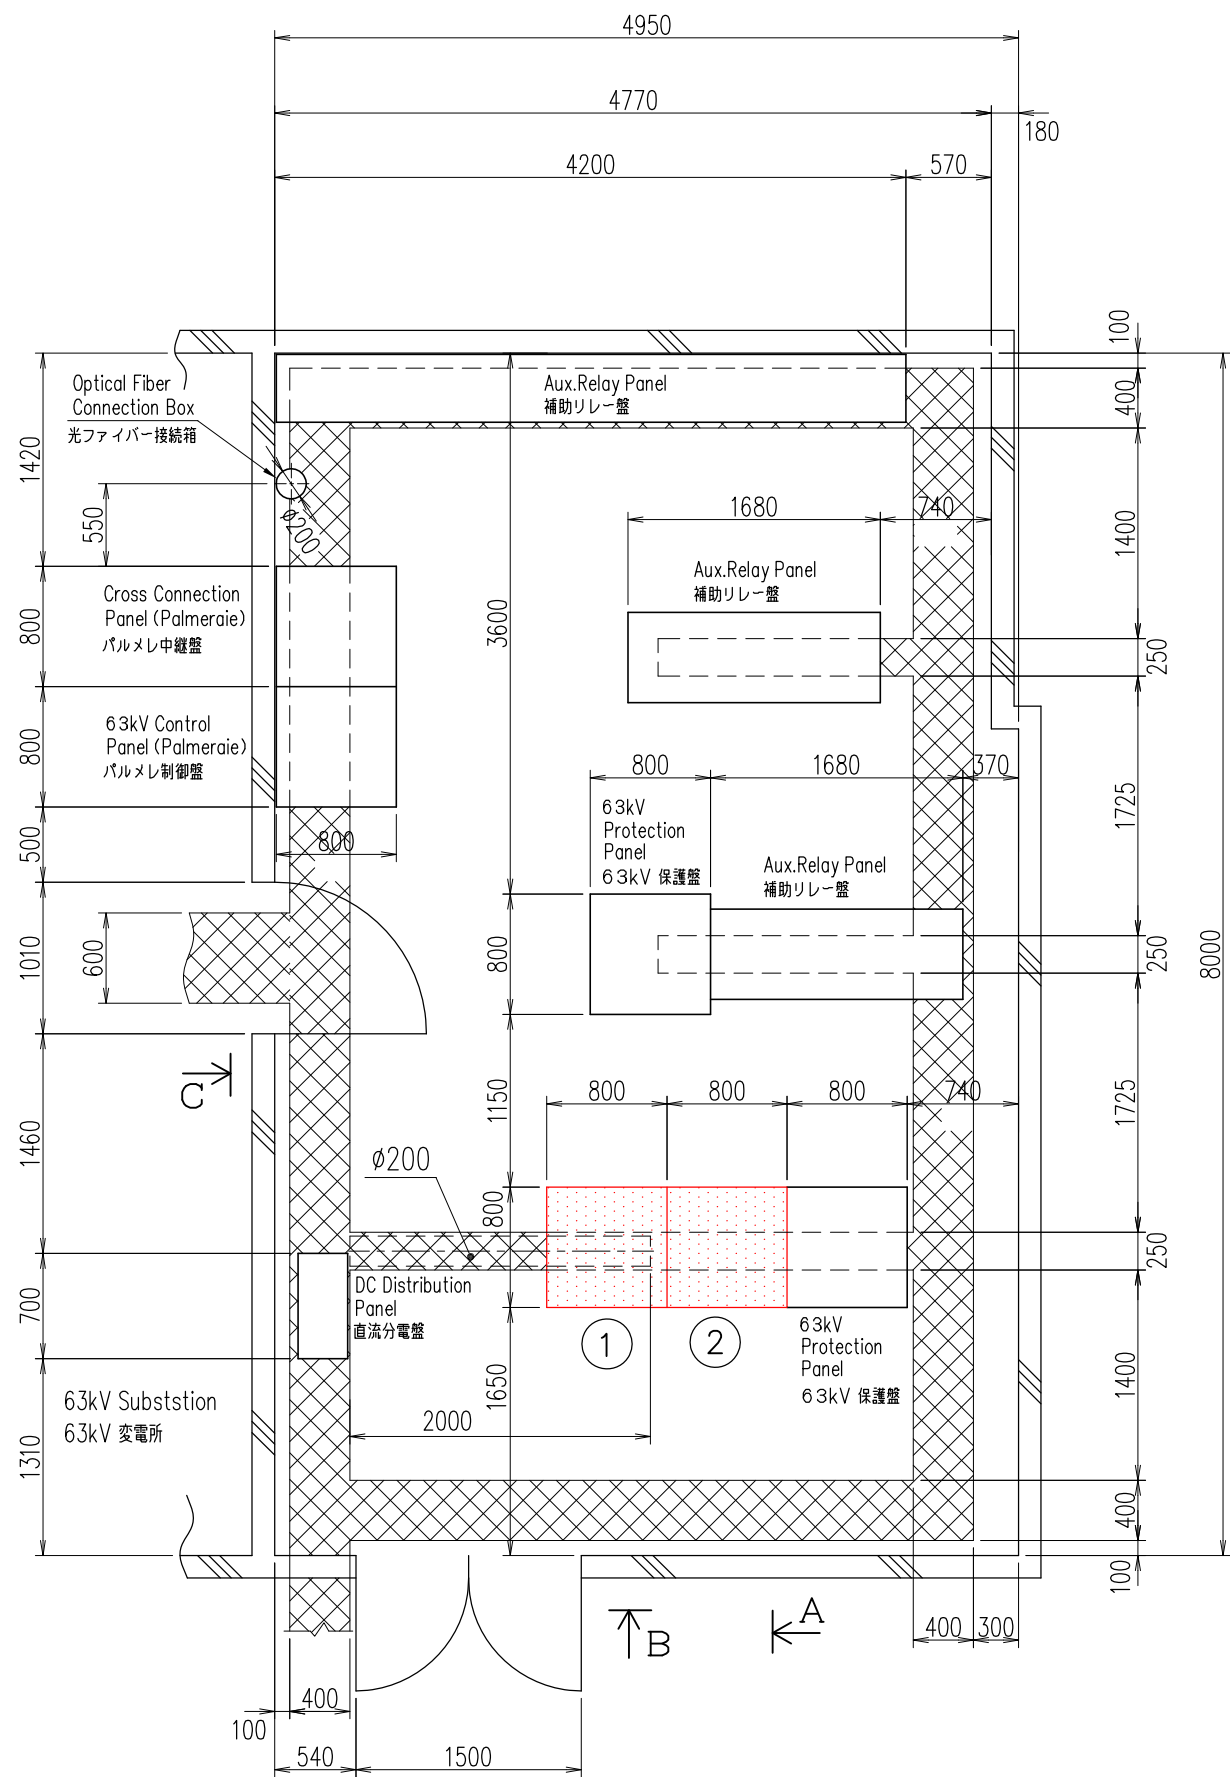 4950
4770
180
4200
570
100
Optical Fiber
Connection Box
光ファイバー接続箱
Aux.Relay Panel
補助リレー盤
400
1420
550
ø200
1680
740
1400
Cross Connection
Panel (Palmeraie)
パルメレ中継盤
Aux.Relay Panel
補助リレー盤
800
3600
250
63kV Control
Panel (Palmeraie)
パルメレ制御盤
800
800
1680
370
1725
500
800
63kV
Protection
Panel
63kV 保護盤
Aux.Relay Panel
補助リレー盤
1010
600
800
250
8000
C
1150
800
800
800
740
1725
1460
ø200
800
250
700
DC Distribution
Panel
直流分電盤
1
2
63kV
Protection
Panel
63kV 保護盤
1650
1400
63kV Subststion
63kV 変電所
2000
1310
400
100
B
A
400
300
400
100
540
1500